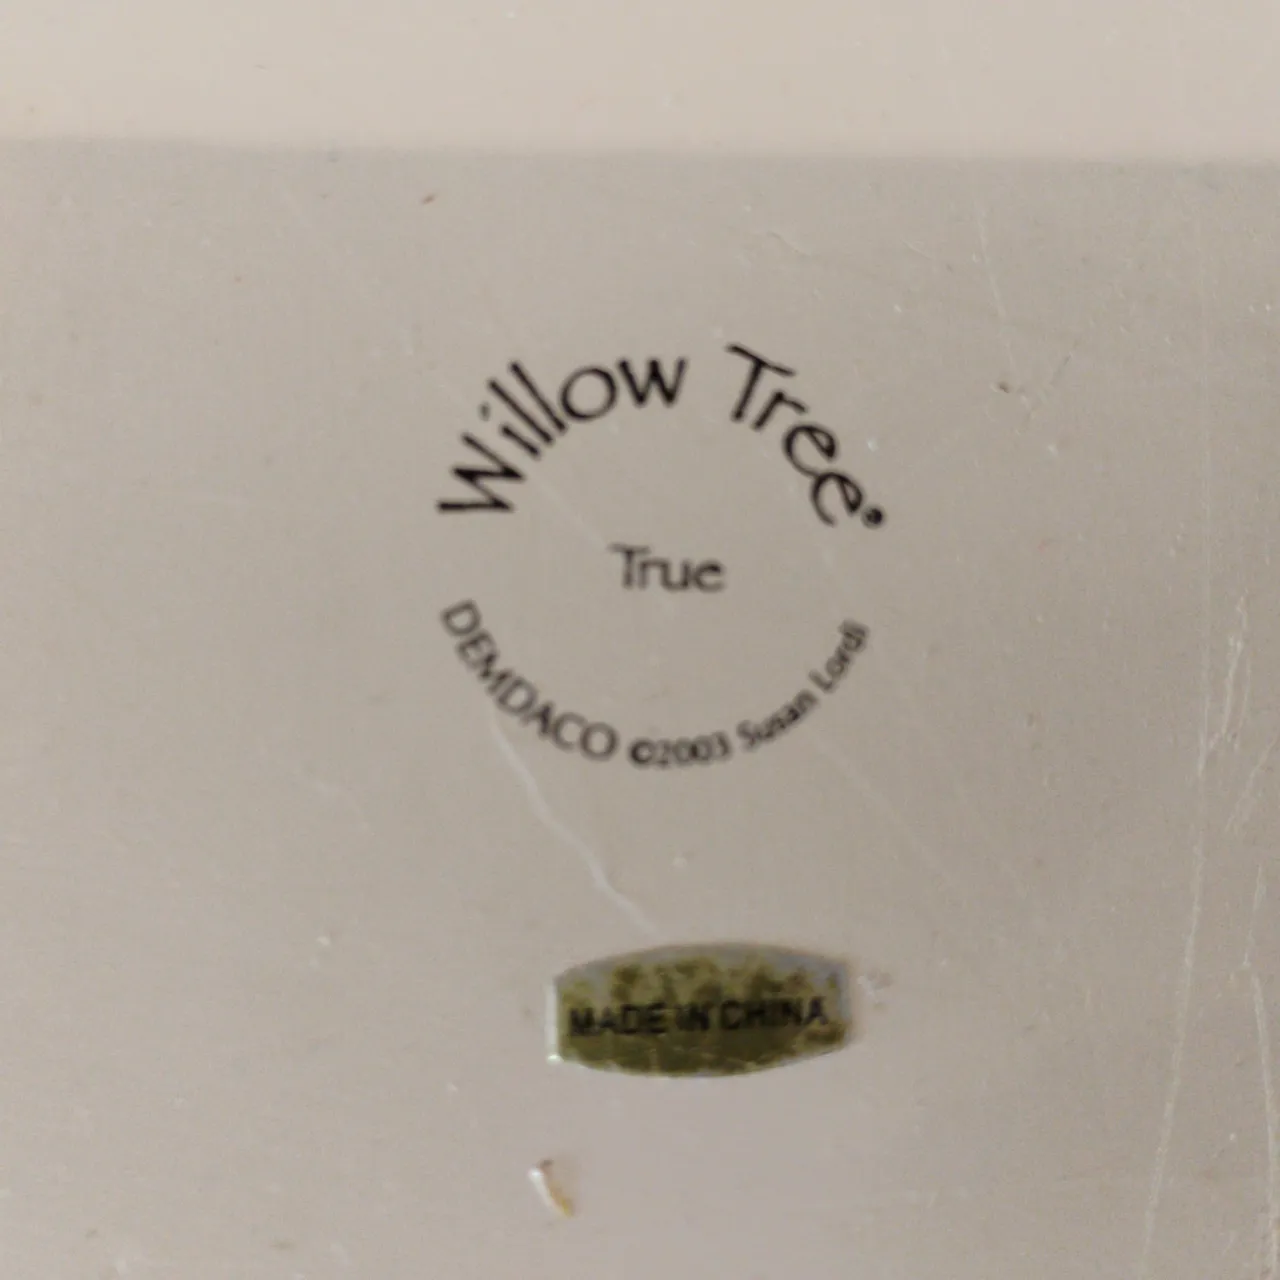 Willow Tree®
True
DEMDACO ©2003 Susan Lordi
MADE IN CHINA